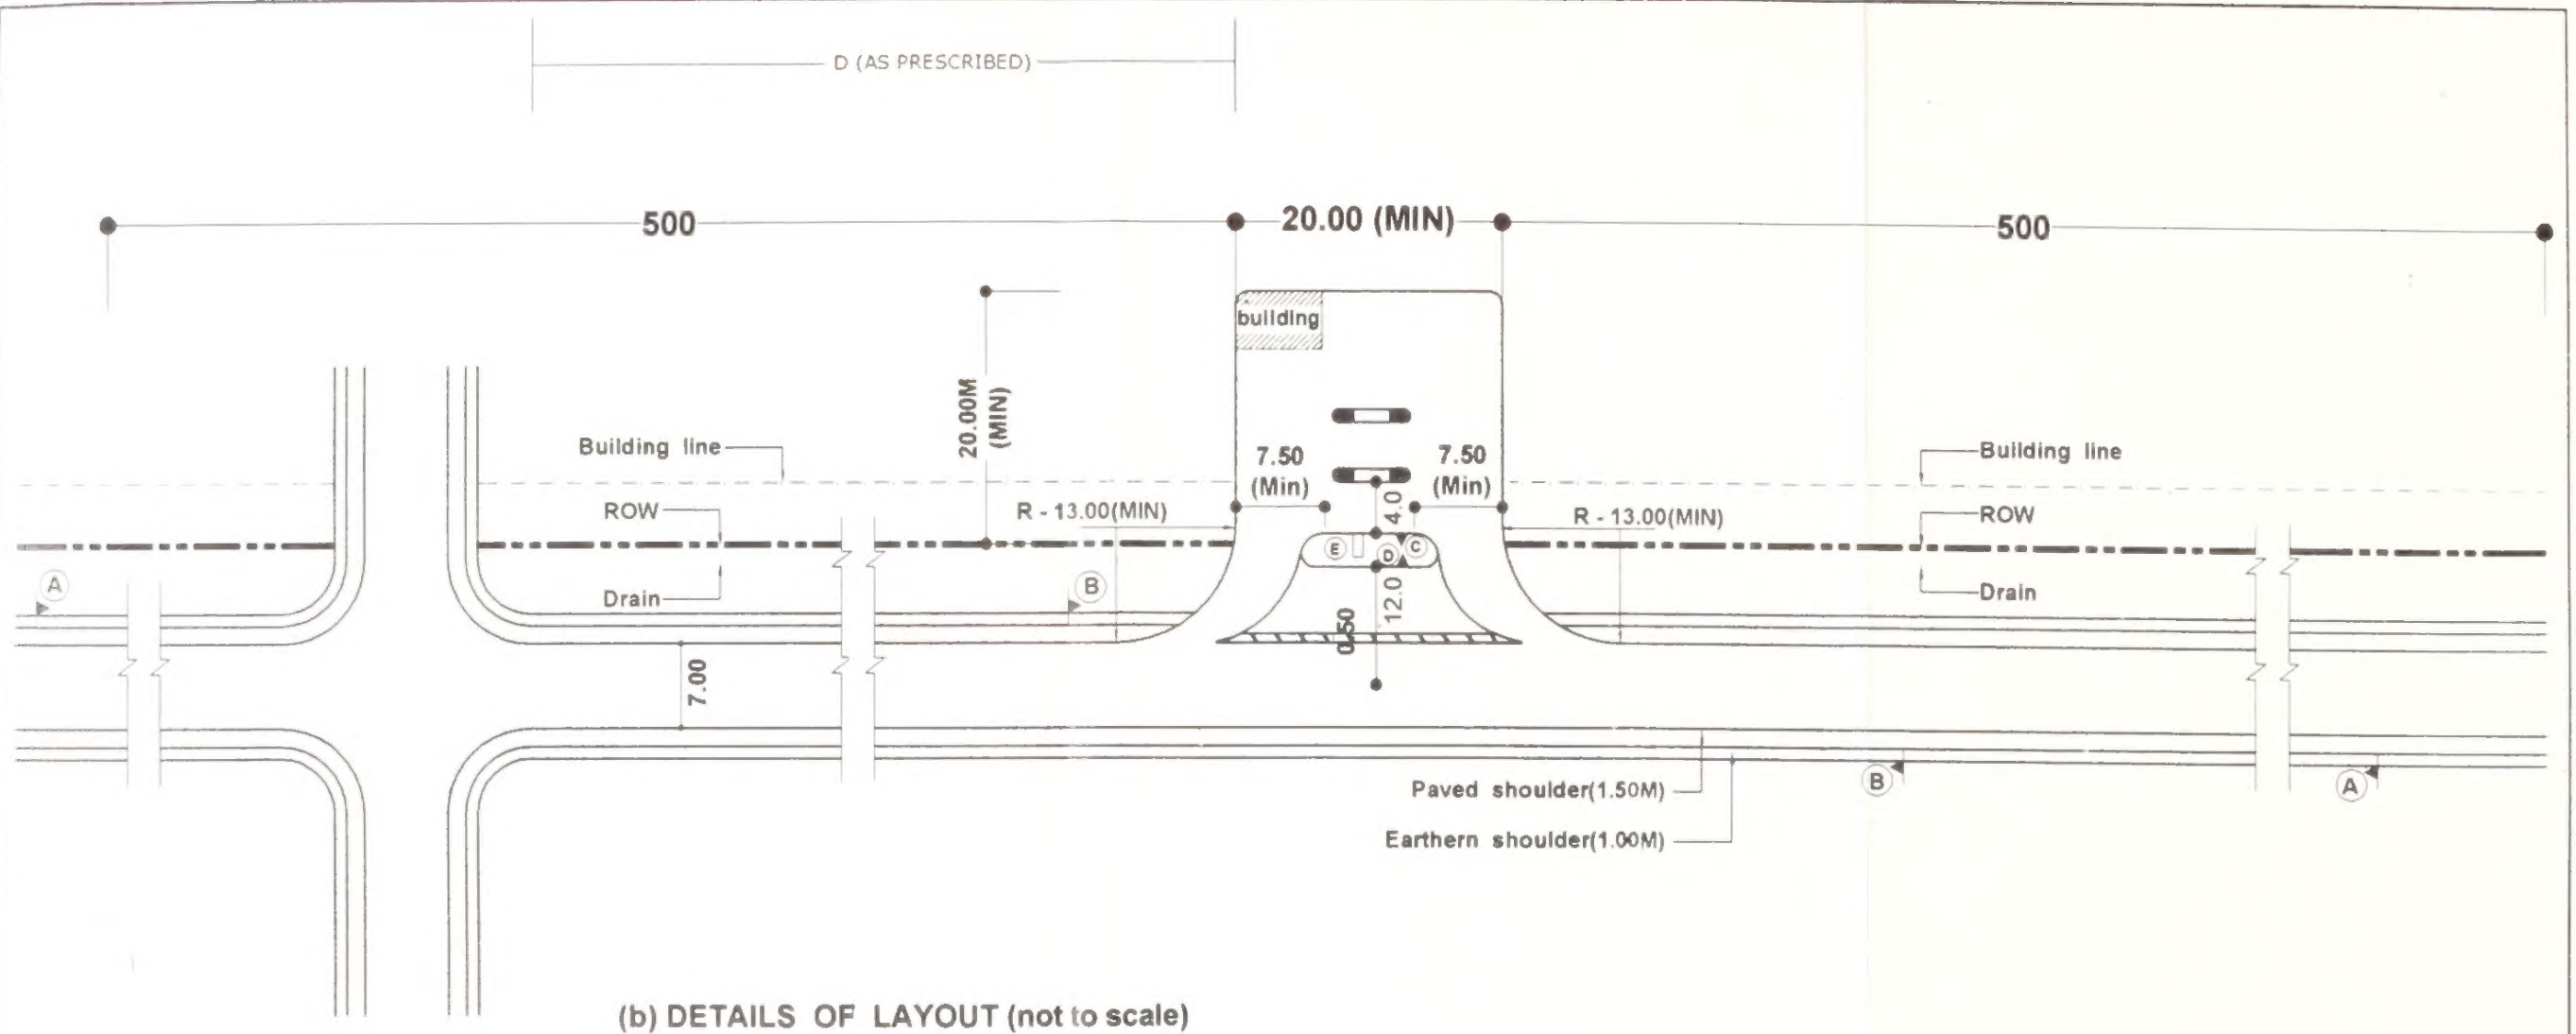 D (AS PRESCRIBED)
500
20.00 (MIN)
500
building
20.00M
(MIN)
Building line
7.50
(Min)
7.50
(Min)
Building line
4.0
ROW
R - 13.00(MIN)
R - 13.00(MIN)
ROW
E
D
C
A
B
Drain
12.0
Drain
0.50
7.00
Paved shoulder(1.50M)
B
A
Earthern shoulder(1.00M)
(b) DETAILS OF LAYOUT (not to scale)